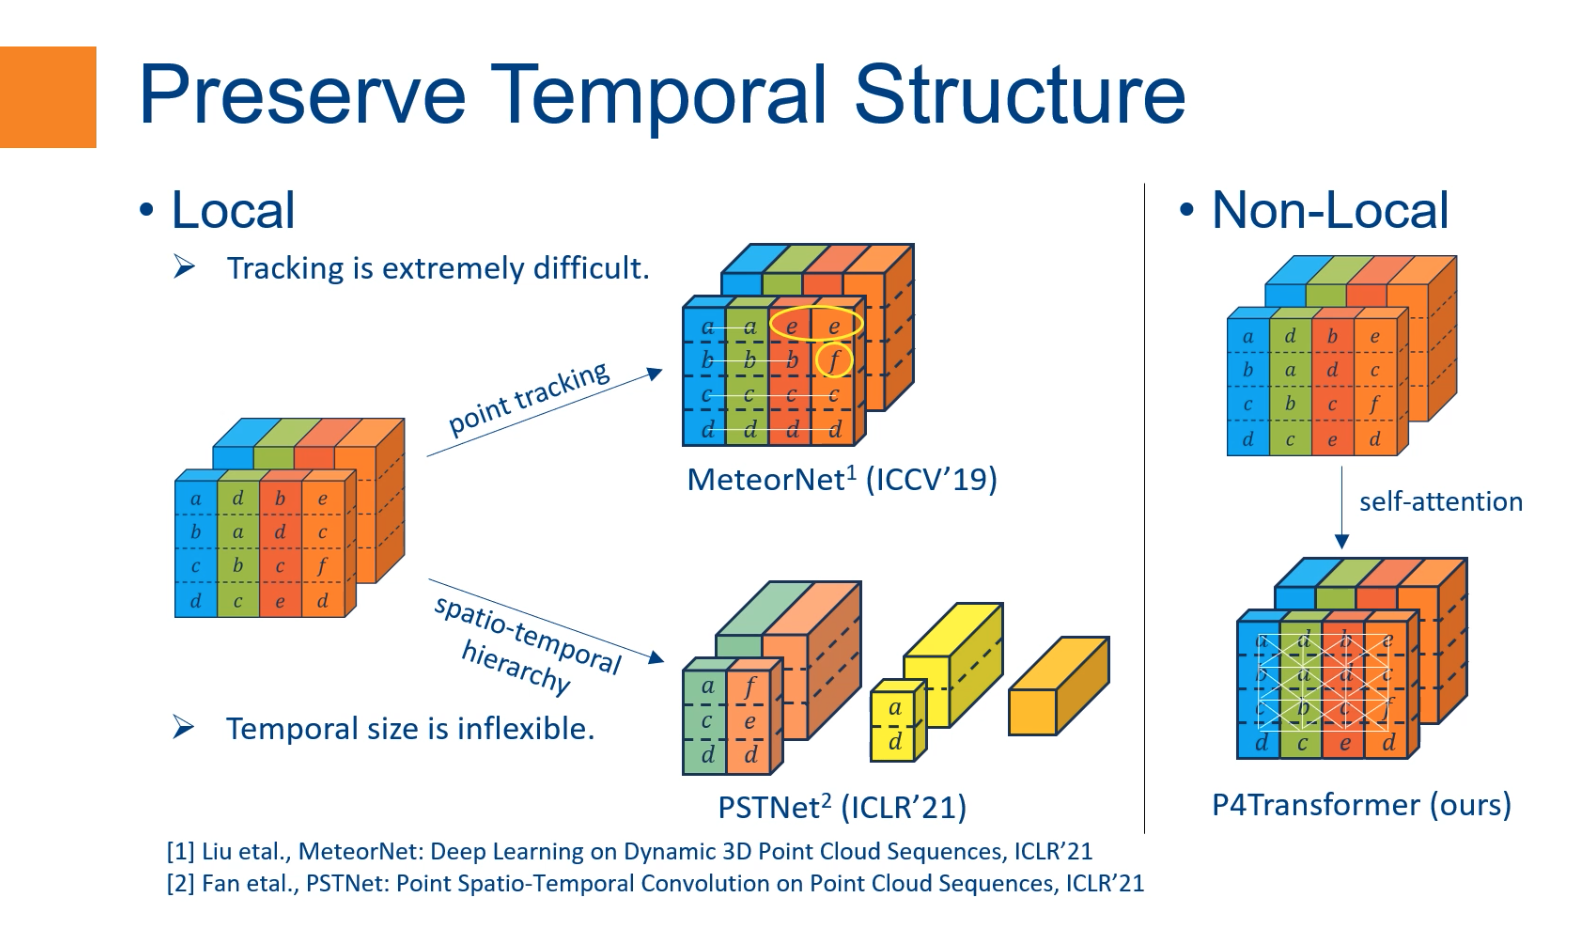 Preserve Temporal Structure
• Local
➢ Tracking is extremely difficult.
point tracking
a a e e
b b b f
c c c c
d d d d
MeteorNet¹ (ICCV’19)
a d b e
b a d c
c b c f
d c e d
spatio-temporal
hierarchy
➢ Temporal size is inflexible.
a f
c e
d d
a
d
PSTNet² (ICLR’21)
• Non-Local
a d b e
b a d c
c b c f
d c e d
self-attention
a d b e
b a d c
c b c f
d c e d
P4Transformer (ours)
[1] Liu etal., MeteorNet: Deep Learning on Dynamic 3D Point Cloud Sequences, ICLR’21
[2] Fan etal., PSTNet: Point Spatio-Temporal Convolution on Point Cloud Sequences, ICLR’21